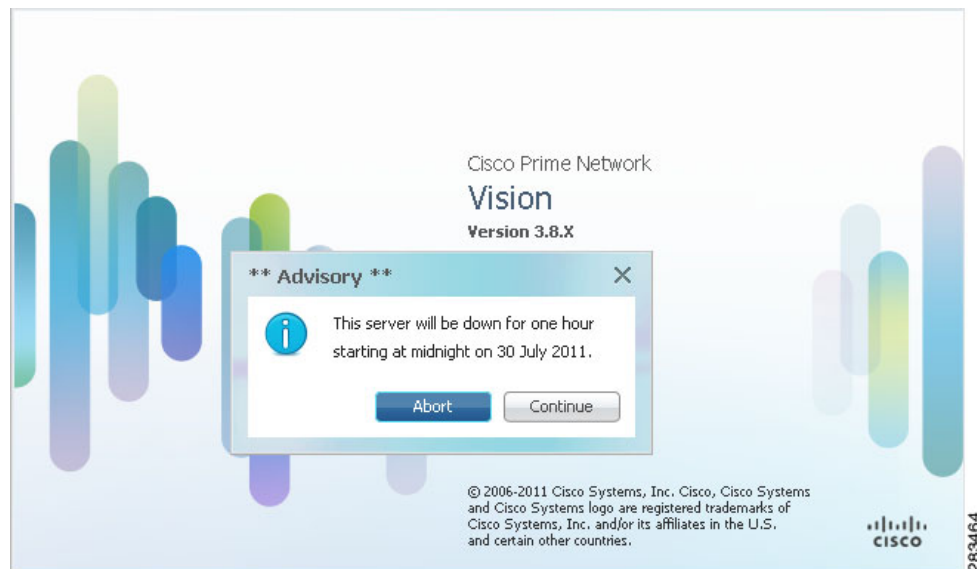 Cisco Prime Network
Vision
Version 3.8.X
** Advisory **
This server will be down for one hour
starting at midnight on 30 July 2011.
Abort
Continue
© 2006-2011 Cisco Systems, Inc. Cisco, Cisco Systems
and Cisco Systems logo are registered trademarks of
Cisco Systems, Inc. and/or its affiliates in the U.S.
and certain other countries.
CISCO
283464